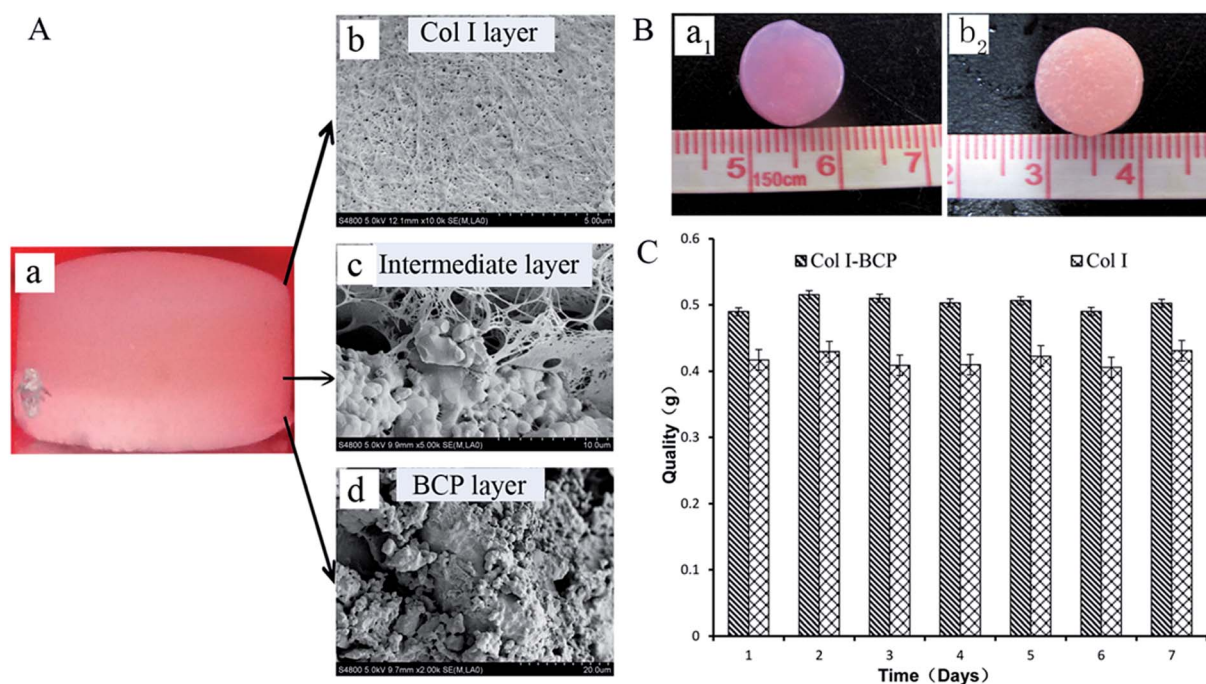 A
a
b
Col I layer
S4800 5.0kV 12.1mm x10.0k SE(M,LA0)
5.00um
c
Intermediate layer
S4800 5.0kV 9.9mm x5.00k SE(M,LA0)
10.0um
d
BCP layer
S4800 5.0kV 9.7mm x2.00k SE(M,LA0)
20.0um
B
a1
5 6 7
150cm
b2
2 3 4
C
Col I-BCP
Col I
Quality（g）
0.6
0.5
0.4
0.3
0.2
0.1
0
1 2 3 4 5 6 7
Time（Days）